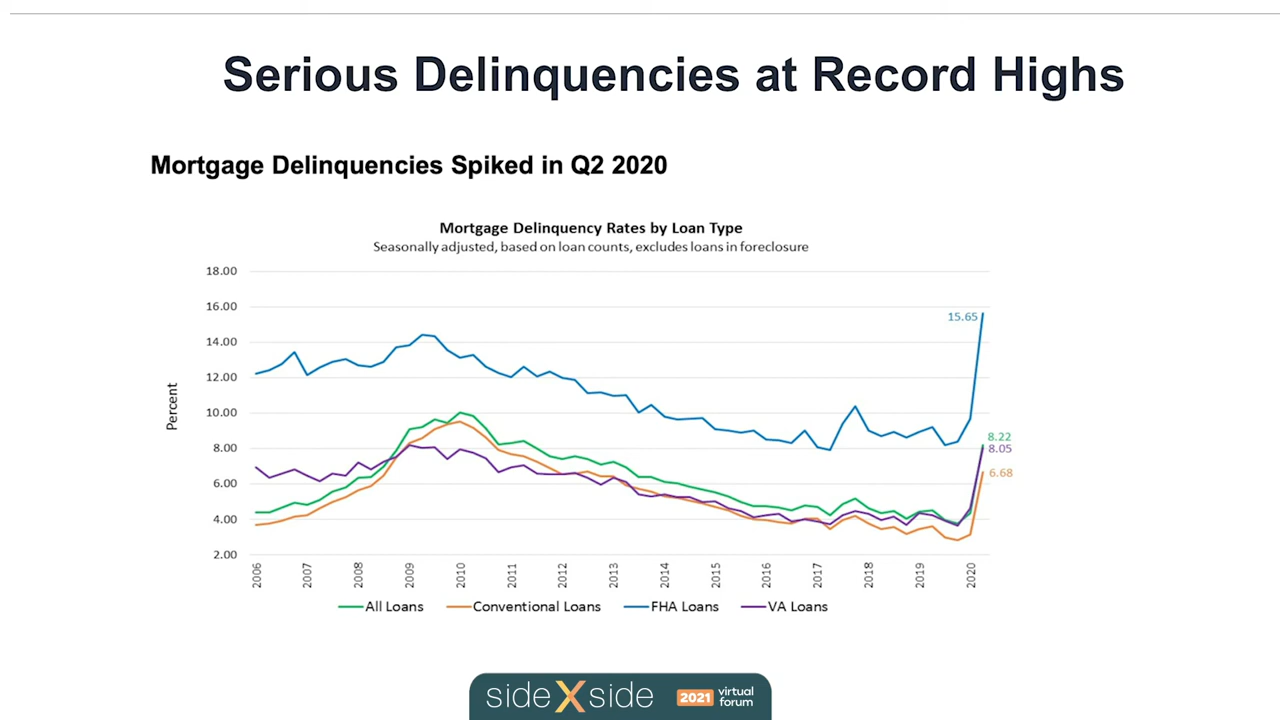 Serious Delinquencies at Record Highs
Mortgage Delinquencies Spiked in Q2 2020
Mortgage Delinquency Rates by Loan Type
Seasonally adjusted, based on loan counts, excludes loans in foreclosure
18.00
16.00
14.00
12.00
10.00
8.00
6.00
4.00
2.00
Percent
15.65
8.22
8.05
6.68
2006 2007 2008 2009 2010 2011 2012 2013 2014 2015 2016 2017 2018 2019 2020
All Loans Conventional Loans FHA Loans VA Loans
side X side 2021 virtual forum